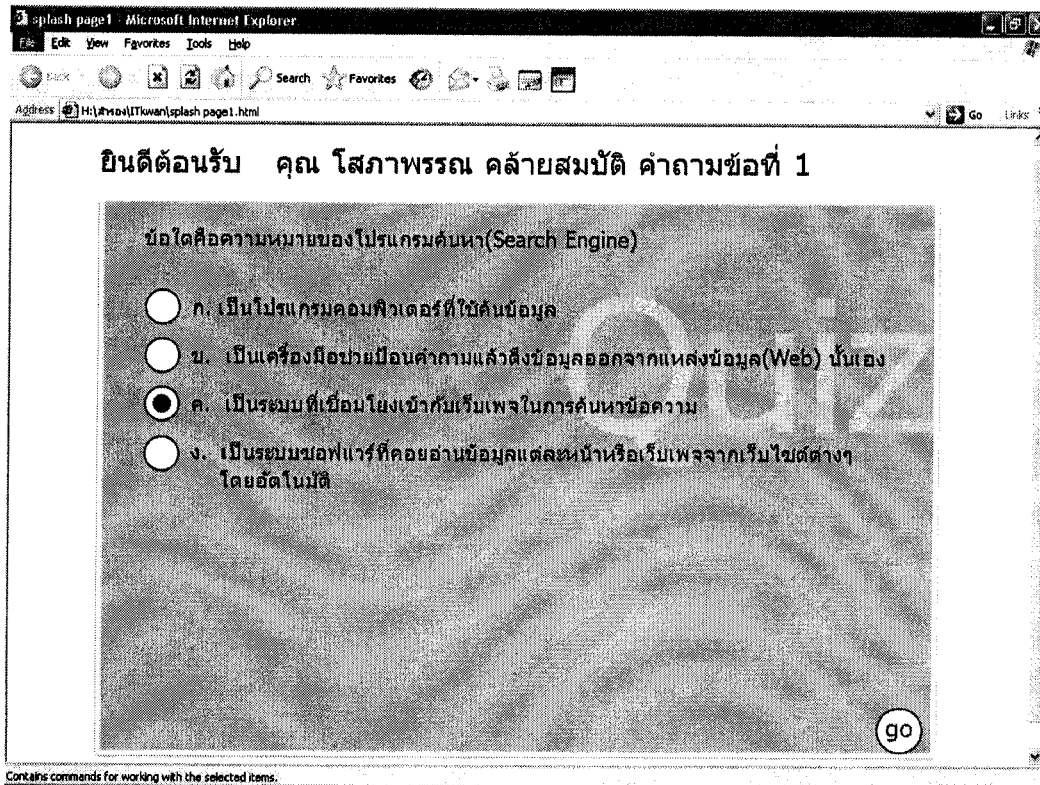 splash page1 - Microsoft Internet Explorer
File Edit View Favorites Tools Help
Back Search Favorites
Address H:\สำรอง\ITkwan\splash page1.html Go Links
ยินดีต้อนรับ คุณ โสภาพรรณ คล้ายสมบัติ คำถามข้อที่ 1
ข้อใดคือความหมายของโปรแกรมค้นหา(Search Engine)
Quiz
ก. เป็นโปรแกรมคอมพิวเตอร์ที่ใช้ค้นข้อมูล
ข. เป็นเครื่องมือช่วยป้อนคำถามแล้วดึงข้อมูลออกจากแหล่งข้อมูล(Web) นั้นเอง
ค. เป็นระบบที่เชื่อมโยงเข้ากับเว็บเพจในการค้นหาข้อความ
ง. เป็นระบบซอฟแวร์ที่คอยอ่านข้อมูลแต่ละหน้าหรือเว็บเพจจากเว็บไซต์ต่างๆ
โดยอัตโนมัติ
go
Contains commands for working with the selected items.